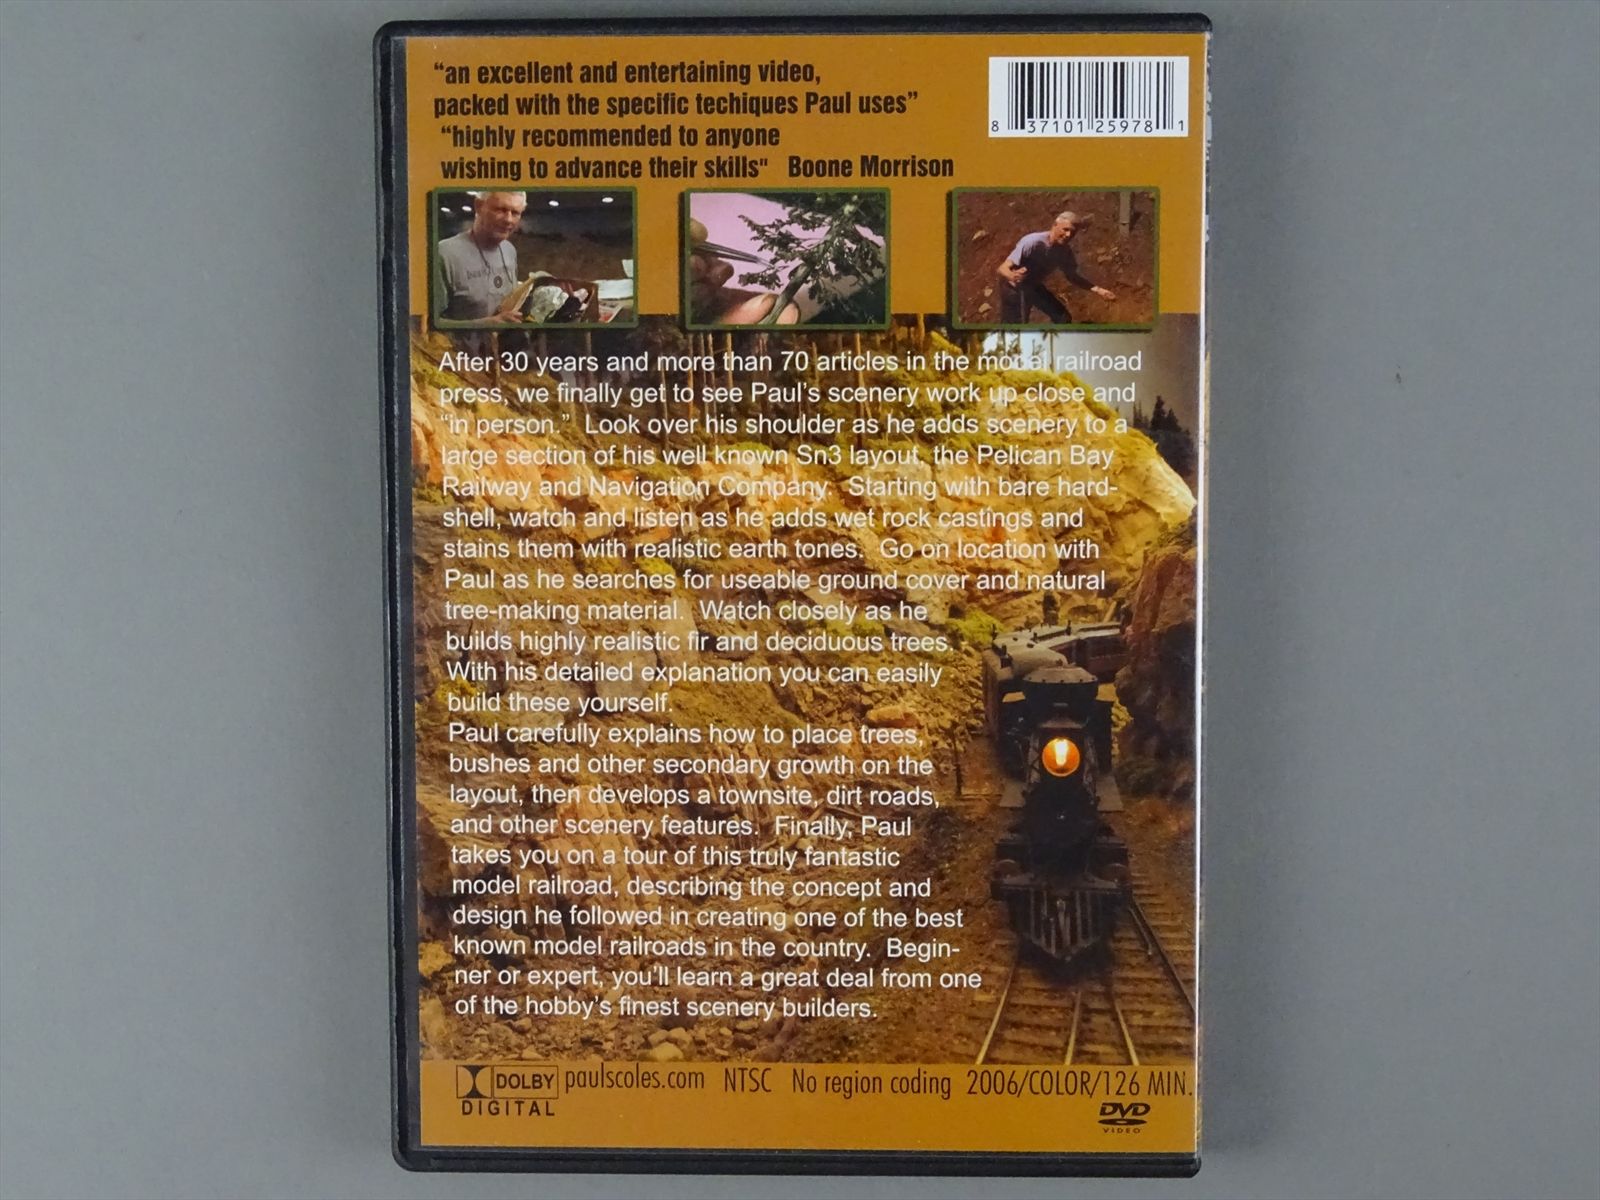 “an excellent and entertaining video,
packed with the specific techiques Paul uses”
“highly recommended to anyone
wishing to advance their skills" Boone Morrison
8 37101 25978 1
After 30 years and more than 70 articles in the model railroad
press, we finally get to see Paul’s scenery work up close and
“in person.” Look over his shoulder as he adds scenery to a
large section of his well known Sn3 layout, the Pelican Bay
Railway and Navigation Company. Starting with bare hard-
shell, watch and listen as he adds wet rock castings and
stains them with realistic earth tones. Go on location with
Paul as he searches for useable ground cover and natural
tree-making material. Watch closely as he
builds highly realistic fir and deciduous trees.
With his detailed explanation you can easily
build these yourself.
Paul carefully explains how to place trees,
bushes and other secondary growth on the
layout, then develops a townsite, dirt roads,
and other scenery features. Finally, Paul
takes you on a tour of this truly fantastic
model railroad, describing the concept and
design he followed in creating one of the best
known model railroads in the country. Begin-
ner or expert, you’ll learn a great deal from one
of the hobby’s finest scenery builders.
DOLBY
DIGITAL
paulscoles.com NTSC No region coding 2006/COLOR/126 MIN.
DVD
VIDEO